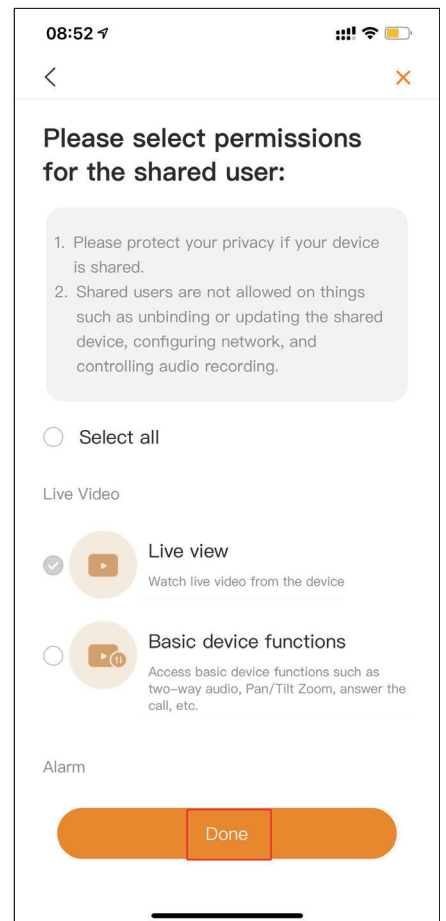 08:52
Please select permissions
for the shared user:
1. Please protect your privacy if your device
is shared.
2. Shared users are not allowed on things
such as unbinding or updating the shared
device, configuring network, and
controlling audio recording.
Select all
Live Video
Live view
Watch live video from the device
Basic device functions
Access basic device functions such as
two-way audio, Pan/Tilt Zoom, answer the
call, etc.
Alarm
Done